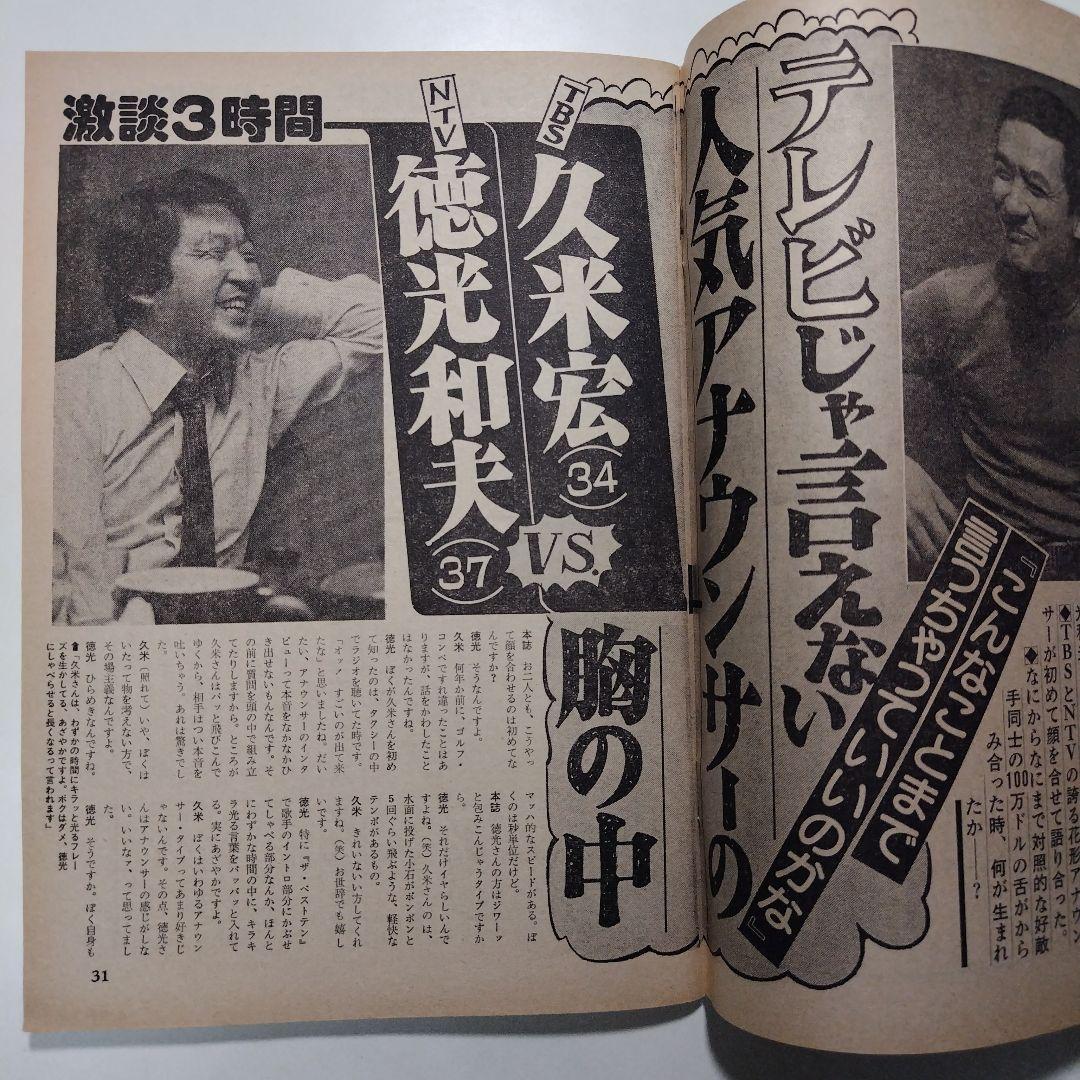 テレビじゃ言えない
人気アナウンサーの
胸の中
『こんなことまで
言っちゃっていいのかな』
◆TBSとNTVの誇る花形アナウン
サーが初めて顔を合せて語り合った。
◆なにからなにまで対照的な好敵
手同士の100万ドルの舌がから
み合った時、何が生まれ
たか——?
激談3時間
TBS
久米宏(34)
VS.
NTV
徳光和夫(37)
本誌　お二人とも、こうやっ
て顔を合わせるのは初めてな
んですか?
徳光　そうなんですよ。
久米　何年か前に、ゴルフ・
コンペですれ違ったことはあ
りますが、話をかわしたこと
はなかったんですね。
徳光　ぼくが久米さんを初め
て知ったのは、タクシーの中
でラジオを聴いてた時です。
「オッ!　すごいのが出て来
たな」と思いましたね。だい
たい、アナウンサーのインタ
ビューって本音をなかなかひ
き出せないもんなんです。そ
の前に質問を頭の中で組み立
てたりしますから。ところが
久米さんはパッと飛びこんで
ゆくから、相手はつい本音を
吐いちゃう。あれは驚きでし
た。
久米　(照れて)いや、ぼくは
いたって物を考えない方で、
その場主義なんですよ。
徳光　ひらめきなんですね。
マッハ的なスピードがある。ぼ
くのは秒単位だけど。
本誌　徳光さんの方はジワーッ
と包みこんじゃうタイプですか
ら。
徳光　それだけイヤらしいんで
すよね。(笑)久米さんのは、
水面に投げた小石がポンポンと
5回ぐらい飛ぶような、軽快な
テンポがあるもの。
久米　きれいないい方してくれ
ますね。(笑)お世辞でも嬉し
いです。
徳光　特に『ザ・ベストテン』
で歌手のイントロ部分にかぶせ
てしゃべる部分なんか、ほんと
にわずかな時間の中に、キラキ
ラ光る言葉をパッパッと入れて
る。実にあざやかですよ。
久米　ぼくはいわゆるアナウン
サー・タイプってあまり好きじ
ゃないんです。その点、徳光さ
んはアナウンサーの感じがしな
い。いいな、って思ってまし
た。
徳光　そうですか。ぼく自身も
「久米さんは、わずかの時間にキラッと光るフレー
ズを生かしてる、あざやかですよ。ボクはダメ、徳光
にしゃべらせると長くなるって言われます」
31